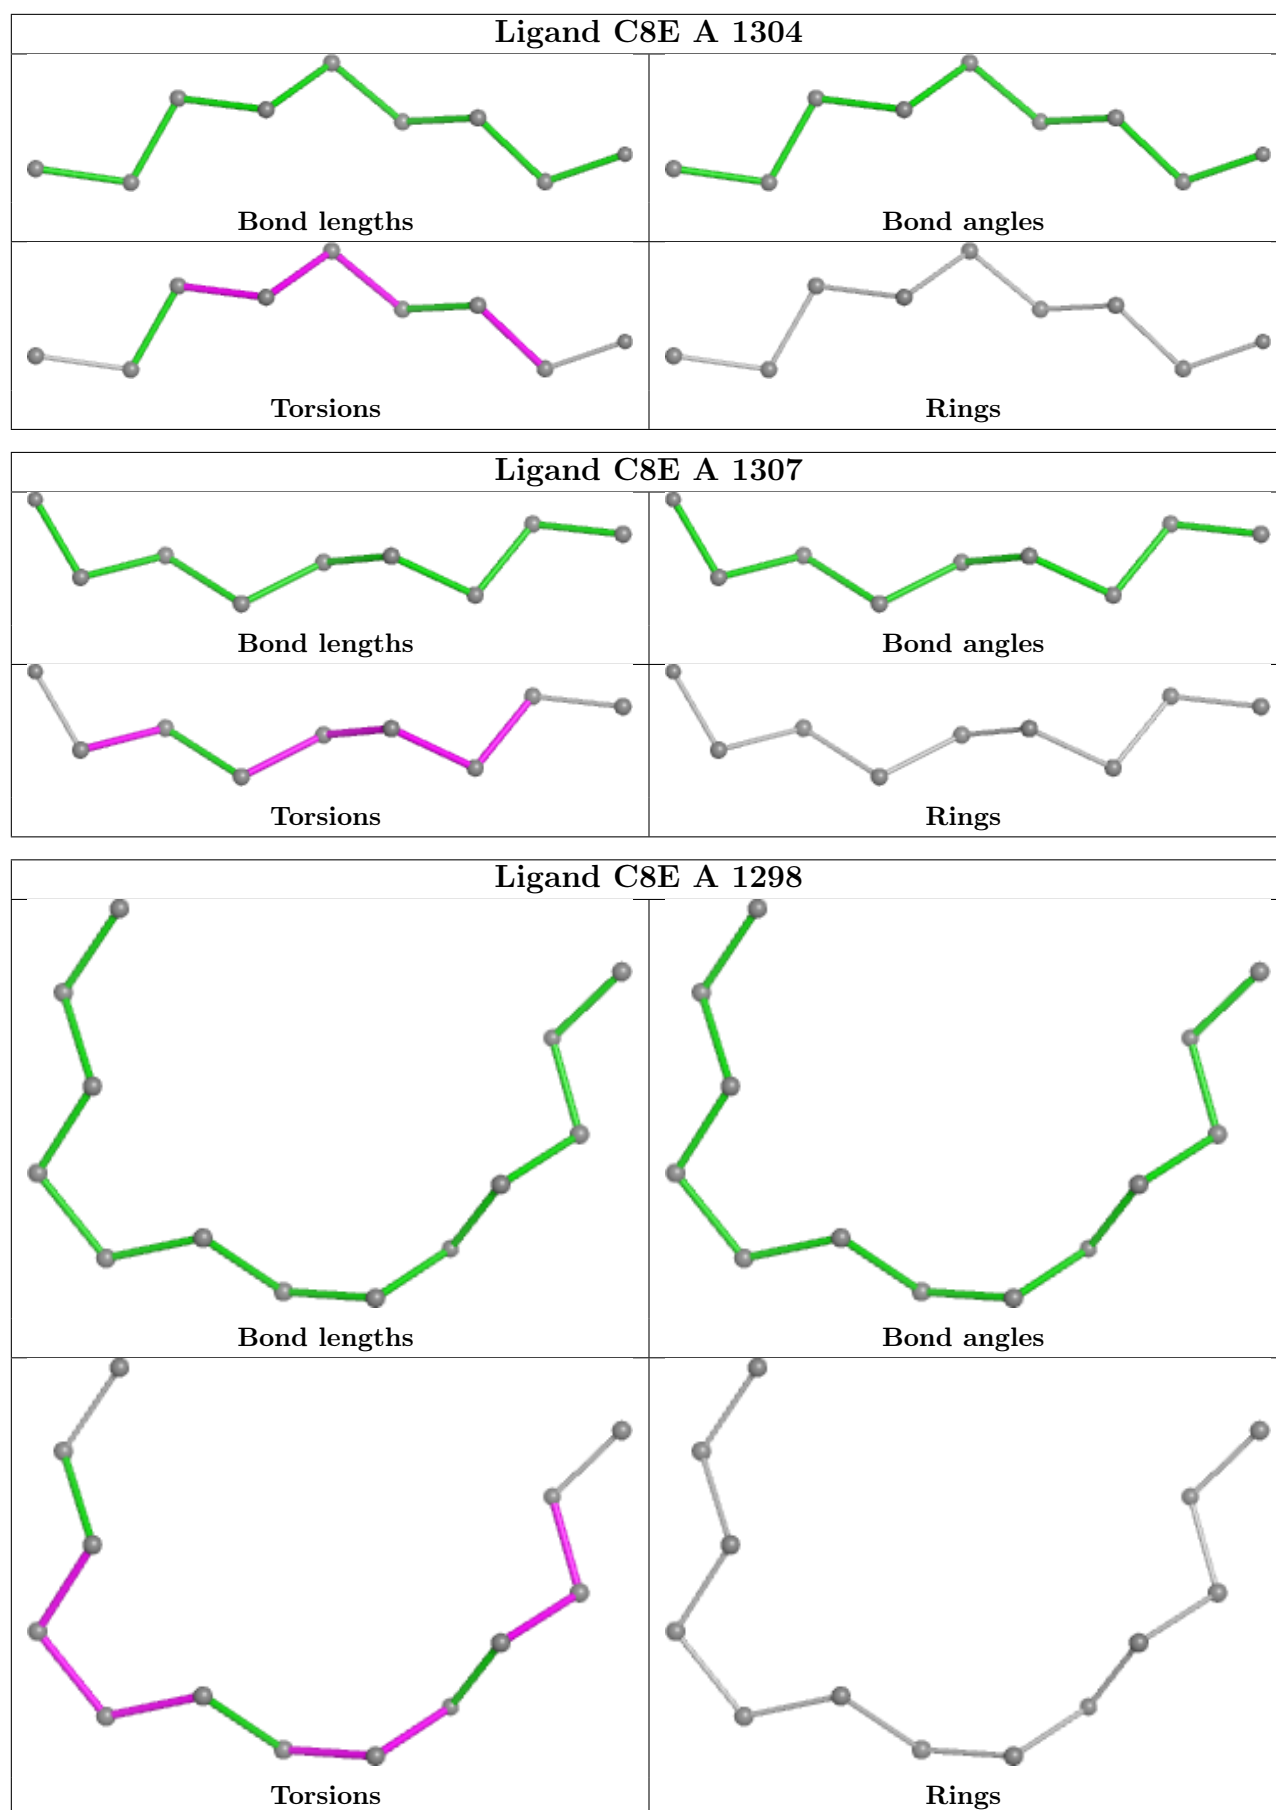 Ligand C8E A 1304
Bond lengths
Bond angles
Torsions
Rings
Ligand C8E A 1307
Bond lengths
Bond angles
Torsions
Rings
Ligand C8E A 1298
Bond lengths
Bond angles
Torsions
Rings